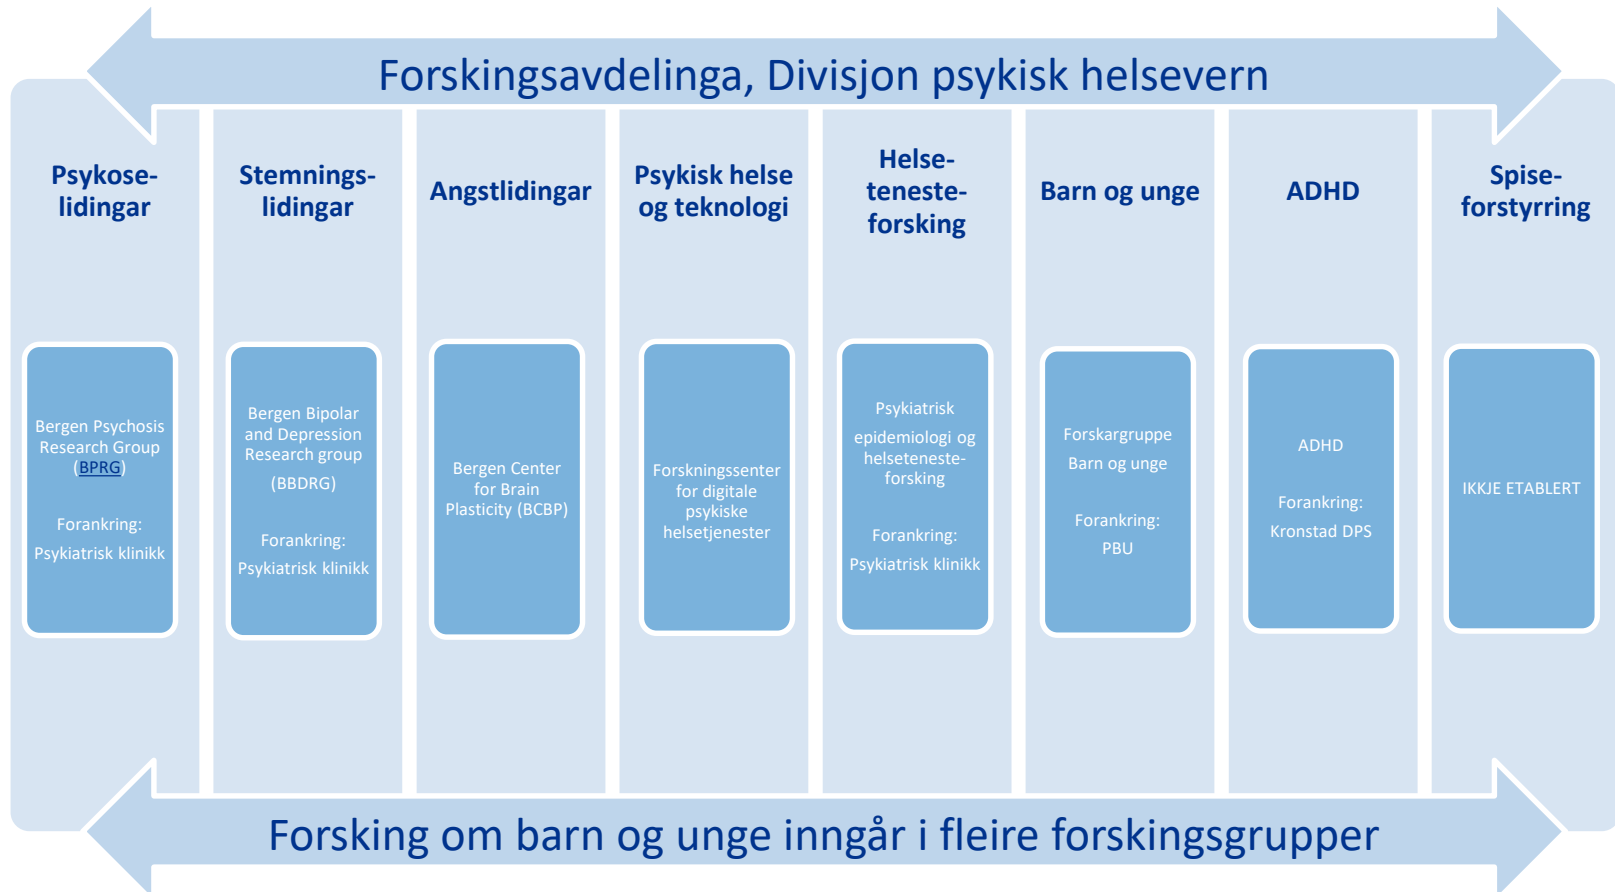 Forskingsavdelinga, Divisjon psykisk helsevern
Psykose-
lidingar
Stemnings-
lidingar
Angstlidingar
Psykisk helse
og teknologi
Helse-
teneste-
forsking
Barn og unge
ADHD
Spise-
forstyrring
Bergen Psychosis
Research Group
(BPRG)
Forankring:
Psykiatrisk klinikk
Bergen Bipolar
and Depression
Research group
(BBDRG)
Forankring:
Psykiatrisk klinikk
Bergen Center
for Brain
Plasticity (BCBP)
Forskningssenter
for digitale
psykiske
helsetjenester
Psykiatrisk
epidemiologi og
helseteneste-
forsking
Forankring:
Psykiatrisk klinikk
Forskargruppe
Barn og unge
Forankring:
PBU
ADHD
Forankring:
Kronstad DPS
IKKJE ETABLERT
Forsking om barn og unge inngår i fleire forskingsgrupper